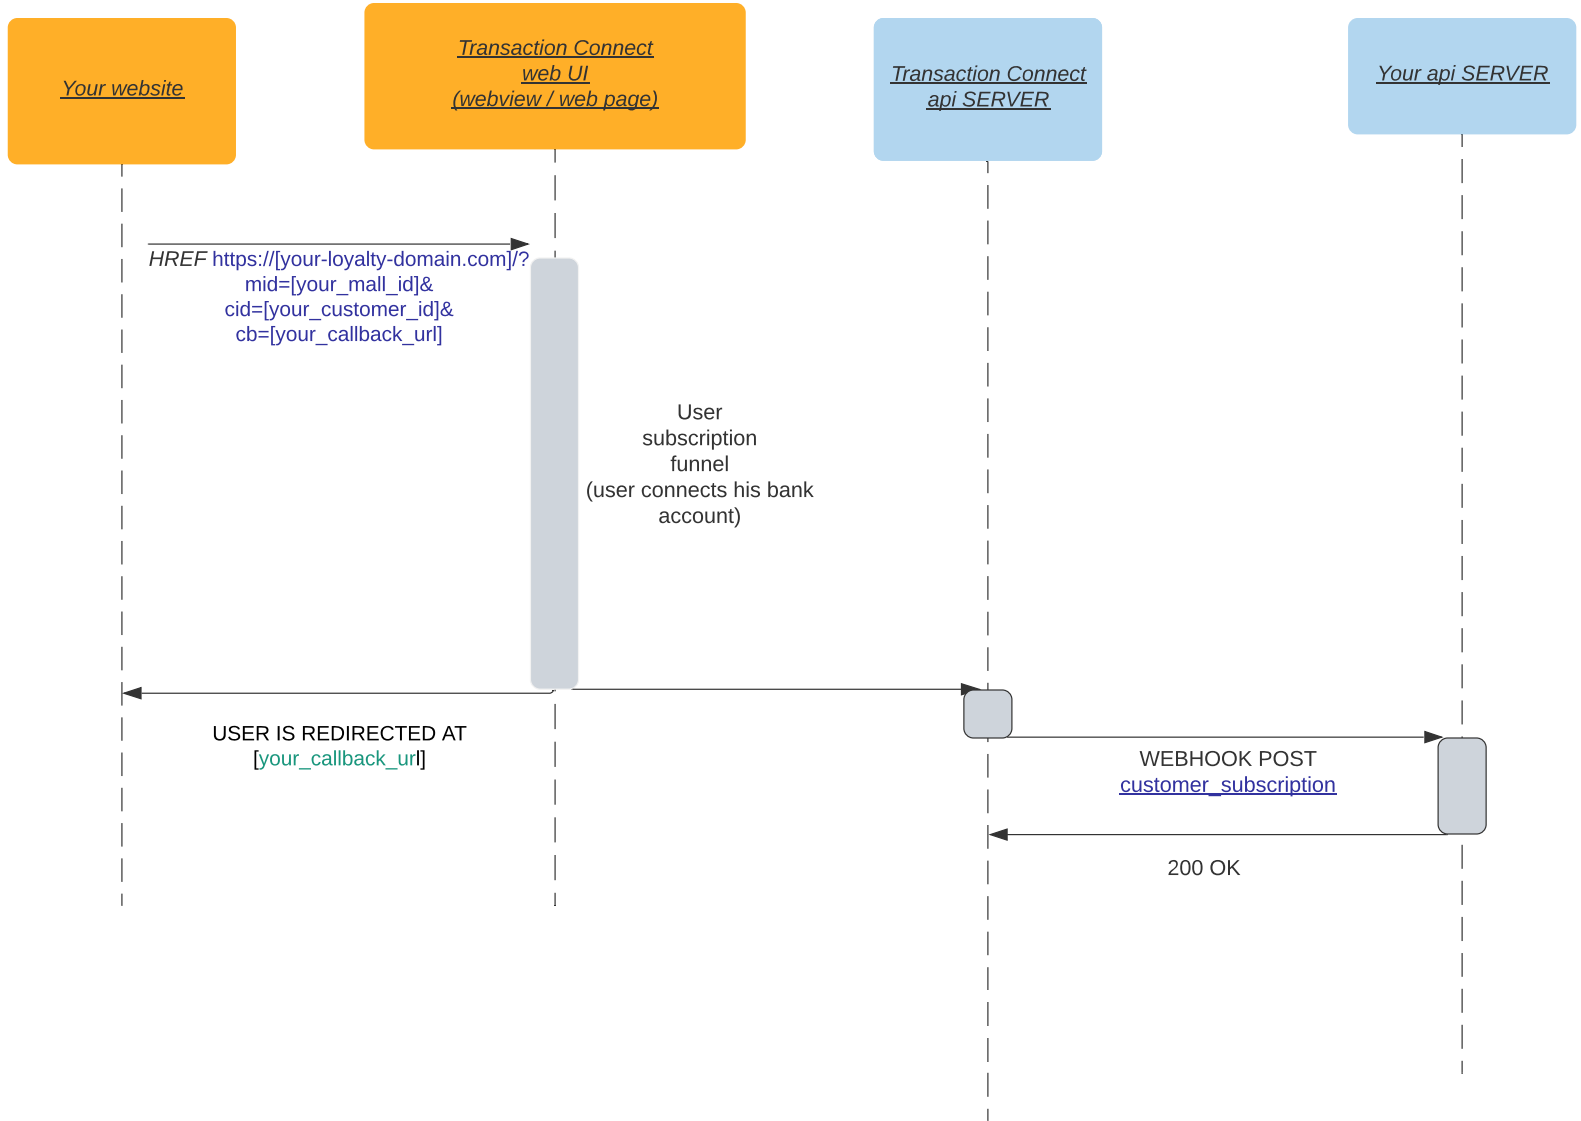 Your website
Transaction Connect
web UI
(webview / web page)
Transaction Connect
api SERVER
Your api SERVER
HREF https://[your-loyalty-domain.com]/?
mid=[your_mall_id]&
cid=[your_customer_id]&
cb=[your_callback_url]
User
subscription
funnel
(user connects his bank
account)
USER IS REDIRECTED AT
[your_callback_url]
WEBHOOK POST
customer_subscription
200 OK